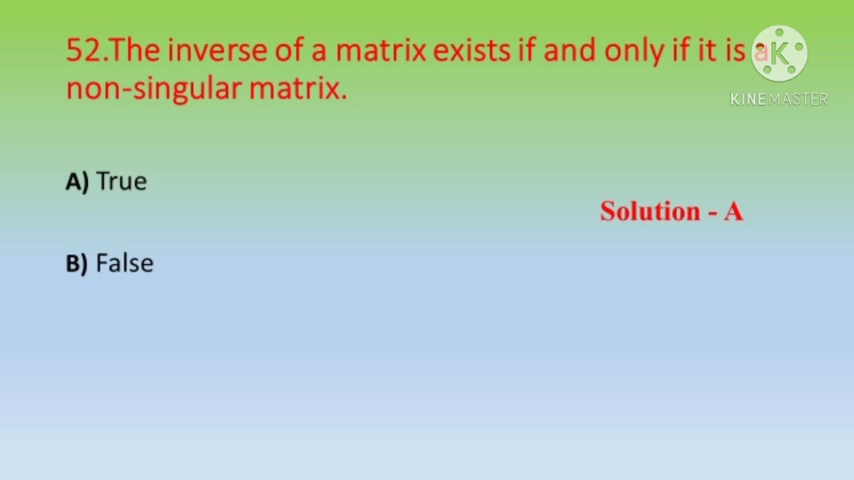 52.The inverse of a matrix exists if and only if it is a
non-singular matrix.
K
KINEMASTER
A) True
Solution - A
B) False